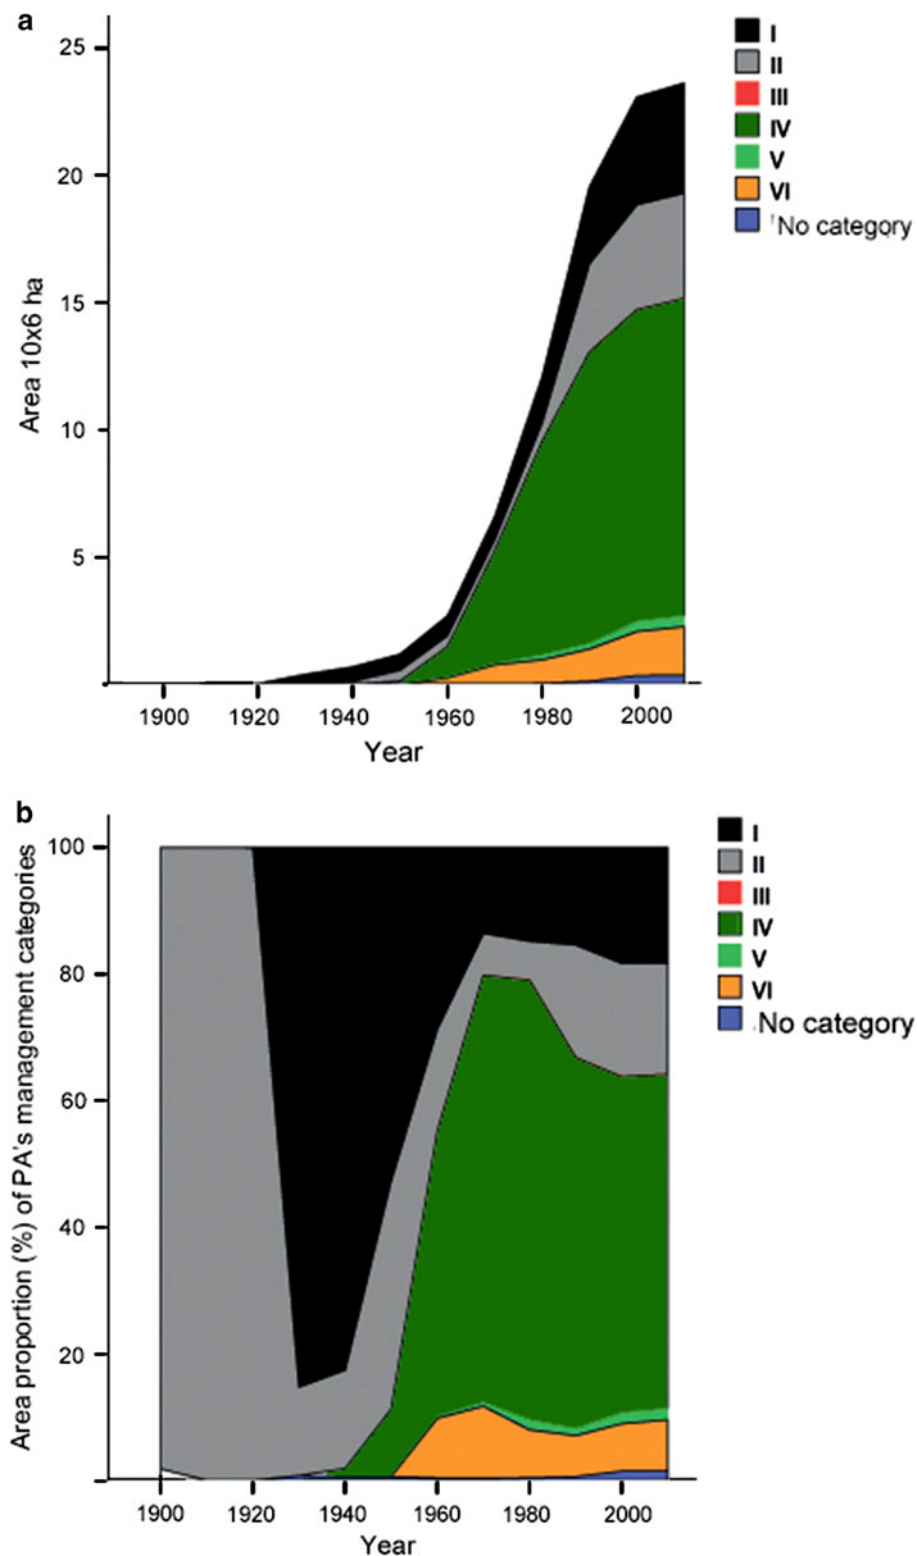 a
25
20
15
10
5
Area 10x6 ha
1900 1920 1940 1960 1980 2000
Year
I
II
III
IV
V
VI
No category
b
100
80
60
40
20
Area proportion (%) of PA's management categories
1900 1920 1940 1960 1980 2000
Year
I
II
III
IV
V
VI
No category